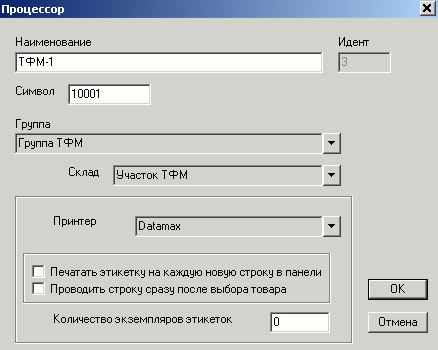 Процессор
Наименование Идент
ТФМ-1 3
Символ 10001
Группа
Группа ТФМ
Склад Участок ТФМ
Принтер Datamax
Печатать этикетку на каждую новую строку в панели
Проводить строку сразу после выбора товара
OK
Количество экземпляров этикеток 0
Отмена